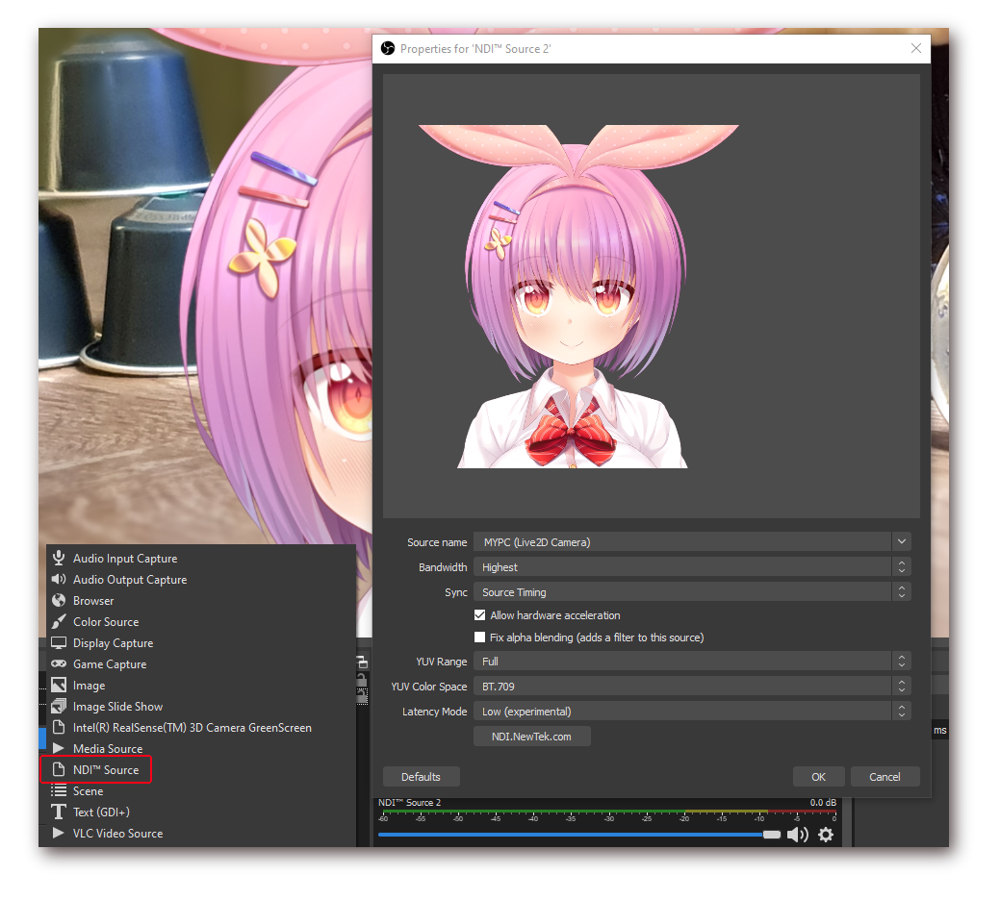 Properties for 'NDI™ Source 2'
Source name MYPC (Live2D Camera)
Bandwidth Highest
Sync Source Timing
Allow hardware acceleration
Fix alpha blending (adds a filter to this source)
YUV Range Full
YUV Color Space BT.709
Latency Mode Low (experimental)
NDI.NewTek.com
Defaults OK Cancel
Audio Input Capture
Audio Output Capture
Browser
Color Source
Display Capture
Game Capture
Image
Image Slide Show
Intel(R) RealSense(TM) 3D Camera GreenScreen
Media Source
NDI™ Source
Scene
Text (GDI+)
VLC Video Source
ms
NDI™ Source 2 0.0 dB
-60 -55 -50 -45 -40 -35 -30 -25 -20 -15 -10 -5 0